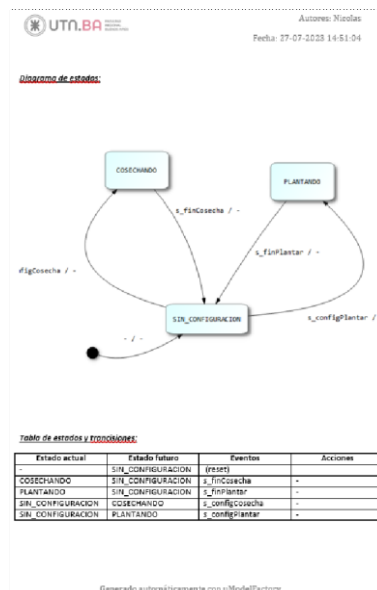 UTN.BA
Autores: Nicolas
Fecha: 27-07-2023 14:51:04
Diagrama de estados:
COSECHANDO
PLANTANDO
s_finCosecha / -
s_finPlantar / -
figCosecha / -
SIN_CONFIGURACION
s_configPlantar /
- / -
Tabla de estados y transiciones:
Estado actual Estado futuro Eventos Acciones
- SIN_CONFIGURACION (reset)
COSECHANDO SIN_CONFIGURACION s_finCosecha -
PLANTANDO SIN_CONFIGURACION s_finPlantar -
SIN_CONFIGURACION COSECHANDO s_configCosecha -
SIN_CONFIGURACION PLANTANDO s_configPlantar -
Generado automáticamente con uModelFactory